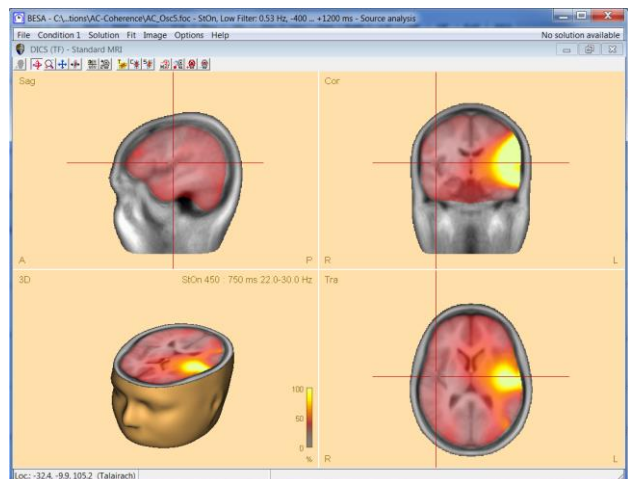 BESA - C:\...tions\AC-Coherence\AC_Osc5.foc - StOn, Low Filter: 0.53 Hz, -400 ... +1200 ms - Source analysis
File Condition 1 Solution Fit Image Options Help No solution available
DICS (TF) - Standard MRI
Sag
Cor
A P
R L
3D StOn 450 : 750 ms 22.0-30.0 Hz
Tra
100
50
0
%
R L
Loc.: -32.4, -9.9, 105.2 (Talairach)